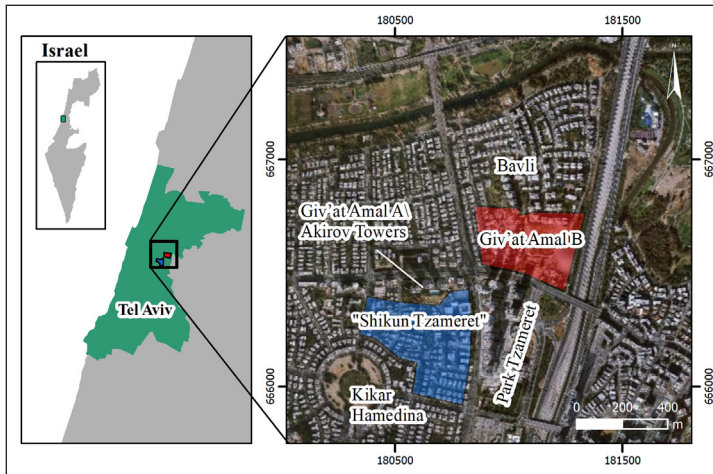 Israel
Tel Aviv
180500
181500
N
667000
667000
Bavli
Giv'at Amal A\
Akirov Towers
Giv'at Amal B
"Shikun Tzameret"
Park Tzameret
666000
666000
Kikar
Hamedina
0 200 400
m
180500
181500